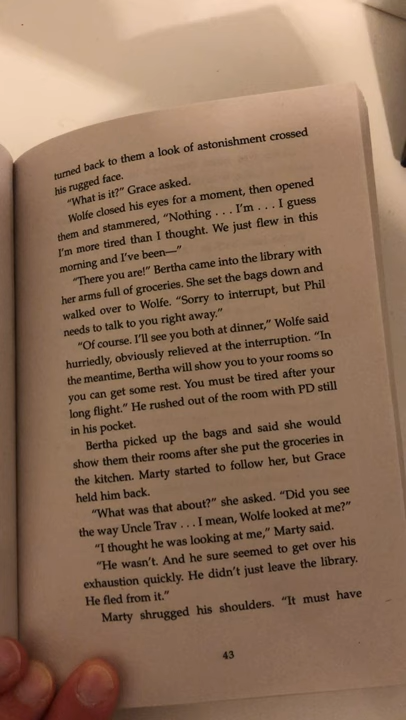 turned back to them a look of astonishment crossed
his rugged face.
“What is it?” Grace asked.
Wolfe closed his eyes for a moment, then opened
them and stammered, “Nothing . . . I’m . . . I guess
I’m more tired than I thought. We just flew in this
morning and I’ve been—”
“There you are!” Bertha came into the library with
her arms full of groceries. She set the bags down and
walked over to Wolfe. “Sorry to interrupt, but Phil
needs to talk to you right away.”
“Of course. I’ll see you both at dinner,” Wolfe said
hurriedly, obviously relieved at the interruption. “In
the meantime, Bertha will show you to your rooms so
you can get some rest. You must be tired after your
long flight.” He rushed out of the room with PD still
in his pocket.
Bertha picked up the bags and said she would
show them their rooms after she put the groceries in
the kitchen. Marty started to follow her, but Grace
held him back.
“What was that about?” she asked. “Did you see
the way Uncle Trav . . . I mean, Wolfe looked at me?”
“I thought he was looking at me,” Marty said.
“He wasn’t. And he sure seemed to get over his
exhaustion quickly. He didn’t just leave the library.
He fled from it.”
Marty shrugged his shoulders. “It must have
43